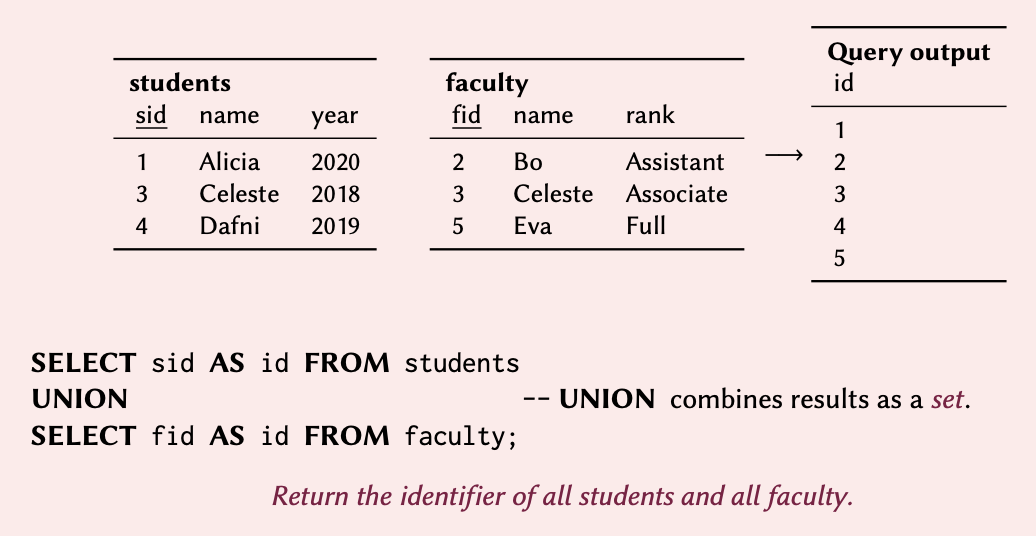 students
sid name year
1 Alicia 2020
3 Celeste 2018
4 Dafni 2019
faculty
fid name rank
2 Bo Assistant
3 Celeste Associate
5 Eva Full
⟶
Query output
id
1
2
3
4
5
SELECT sid AS id FROM students
UNION -- UNION combines results as a set.
SELECT fid AS id FROM faculty;
Return the identifier of all students and all faculty.